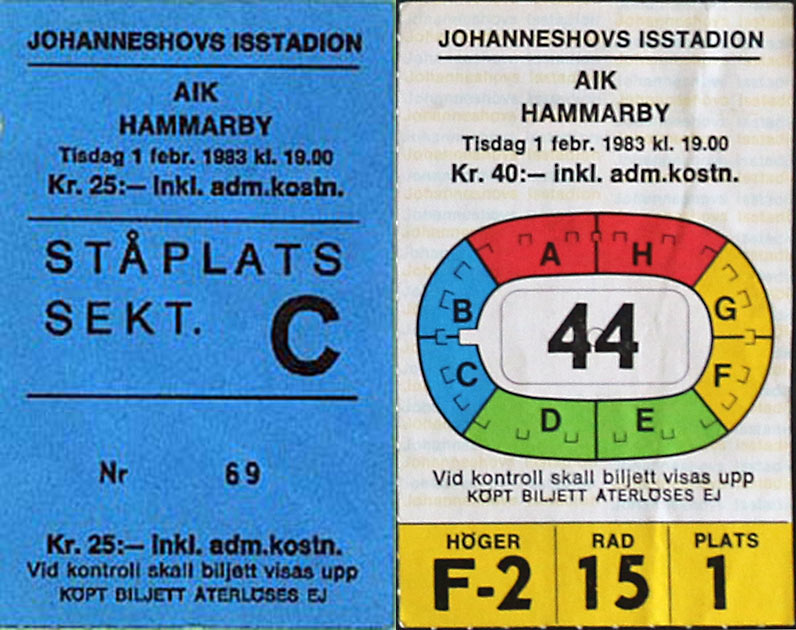 JOHANNESHOVS ISSTADION
AIK
HAMMARBY
Tisdag 1 febr. 1983 kl. 19.00
Kr. 25:— Inkl. adm.kostn.
STÅPLATS
SEKT. C
Nr 69
Kr. 25:— Inkl. adm.kostn.
Vid kontroll skall biljett visas upp
KÖPT BILJETT ATERLÖSES EJ
JOHANNESHOVS ISSTADION
AIK
HAMMARBY
Tisdag 1 febr. 1983 kl. 19.00
Kr. 40:— inkl. adm.kostn.
A H
B G
44
C F
D E
Vid kontroll skall biljett visas upp
KÖPT BILJETT ATERLÖSES EJ
HÖGER RAD PLATS
F-2 15 1